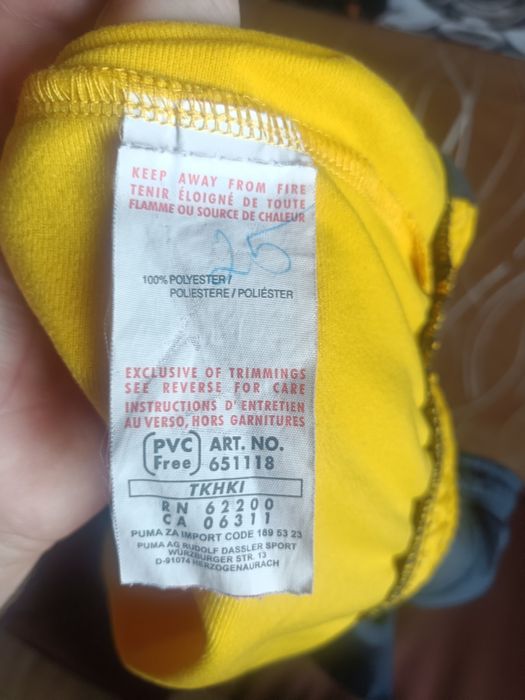 KEEP AWAY FROM FIRE
TENIR ÉLOIGNÉ DE TOUTE
FLAMME OU SOURCE DE CHALEUR
25
100% POLYESTER /
POLIESTERE / POLIÉSTER
EXCLUSIVE OF TRIMMINGS
SEE REVERSE FOR CARE
INSTRUCTIONS D'ENTRETIEN
AU VERSO, HORS GARNITURES
PVC Free ART. NO. 651118
TKHKI
RN 62200
CA 06311
PUMA ZA IMPORT CODE 189 53 23
PUMA AG RUDOLF DASSLER SPORT
WÜRZBURGER STR. 13
D-91074 HERZOGENAURACH